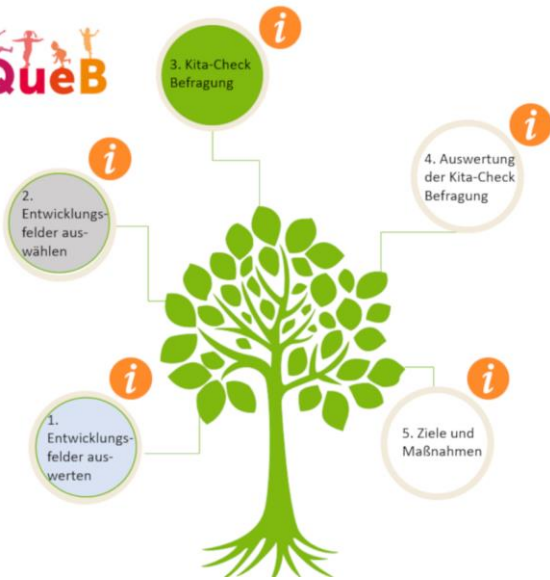 QueB
3. Kita-Check
Befragung
i
4. Auswertung
der Kita-Check
Befragung
i
2.
Entwicklungs-
felder aus-
wählen
i
1.
Entwicklungs-
felder aus-
werten
i
5. Ziele und
Maßnahmen
i